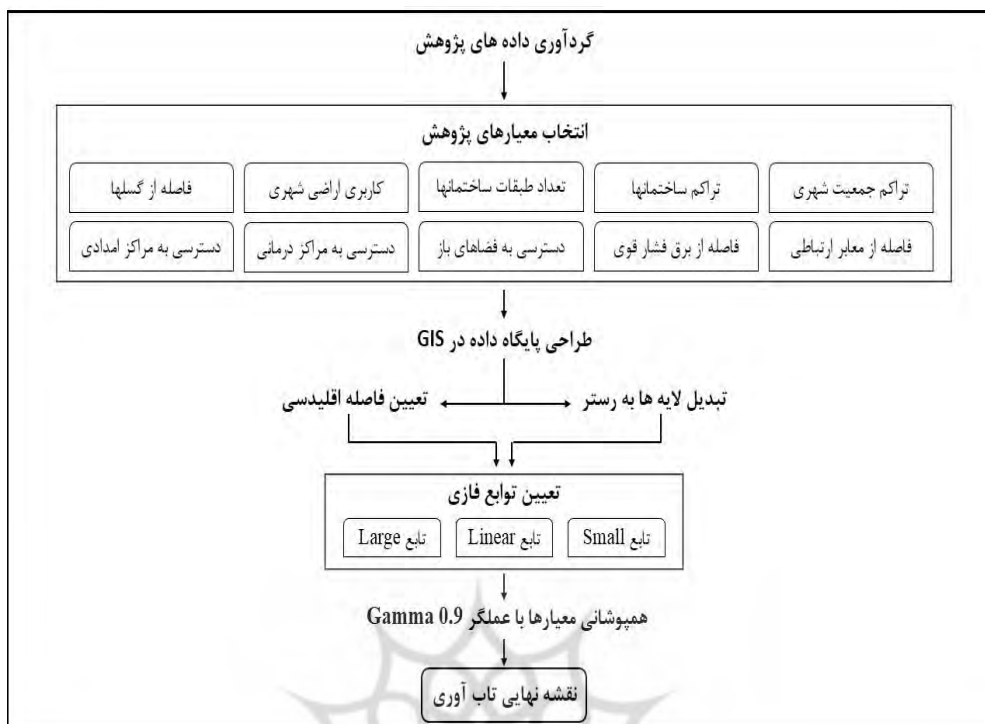 گردآوری داده های پژوهش
انتخاب معیارهای پژوهش
تراکم جمعیت شهری
تراکم ساختمانها
تعداد طبقات ساختمانها
کاربری اراضی شهری
فاصله از گسلها
فاصله از معابر ارتباطی
فاصله از برق فشار قوی
دسترسی به فضاهای باز
دسترسی به مراکز درمانی
دسترسی به مراکز امدادی
طراحی پایگاه داده در GIS
تبدیل لایه ها به رستر
تعیین فاصله اقلیدسی
تعیین توابع فازی
تابع Small
تابع Linear
تابع Large
همپوشانی معیارها با عملگر Gamma 0.9
نقشه نهایی تاب آوری